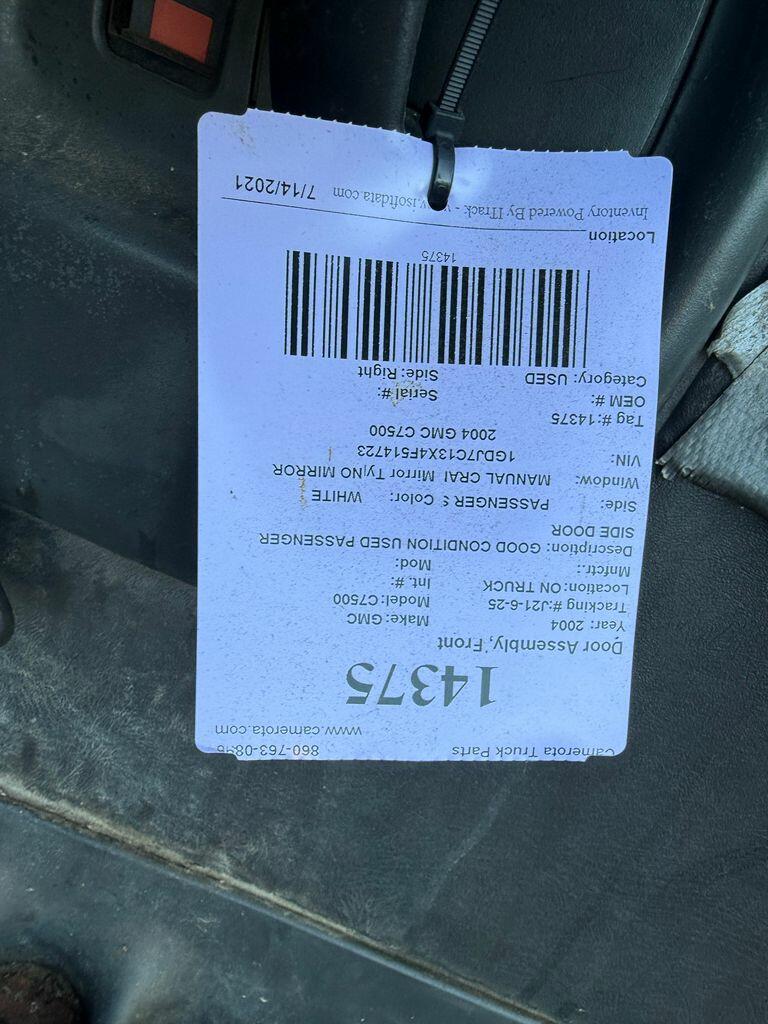 Camerota Truck Parts 860-763-0896
www.camerota.com
14375
Door Assembly, Front
Year: 2004 Make: GMC
Tracking #: J21-6-25 Model: C7500
Location: ON TRUCK Int. #:
Mnfctr.: Mod:
Description: GOOD CONDITION USED PASSENGER
SIDE DOOR
Side: PASSENGER S Color: WHITE
Window: MANUAL CRAI Mirror Ty NO MIRROR
VIN: 1GDJ7C13X4F514723
2004 GMC C7500
Tag #: 14375
OEM #: Serial #:
Category: USED Side: Right
14375
Location
Inventory Powered By ITrack - .isoftdata.com 7/14/2021